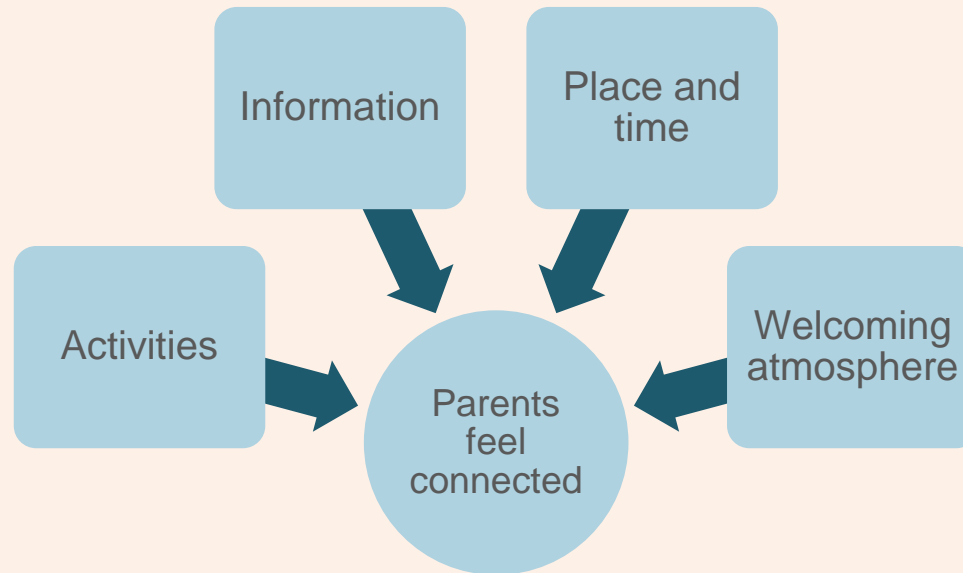 Information
Place and
time
Activities
Welcoming
atmosphere
Parents
feel
connected